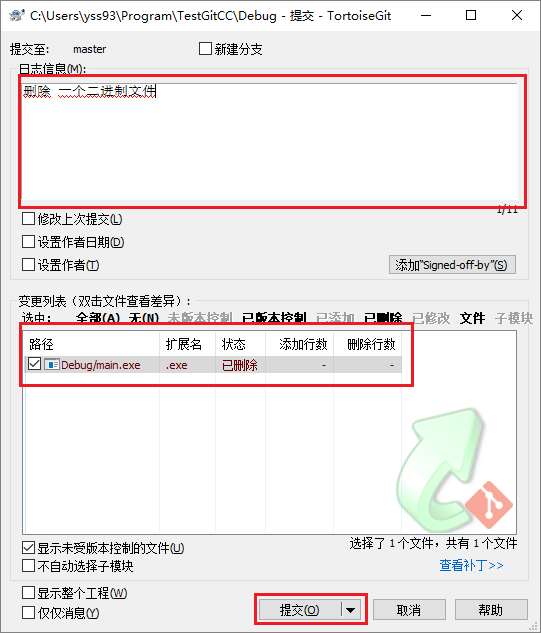 C:\Users\yss93\Program\TestGitCC\Debug - 提交 - TortoiseGit
提交至: master 新建分支
日志信息(M):
删除 一个二进制文件
1/11
修改上次提交(L)
设置作者日期(D)
设置作者(T) 添加“Signed-off-by”(S)
变更列表（双击文件查看差异）:
选中: 全部(A) 无(N) 未版本控制 已版本控制 已添加 已删除 已修改 文件 子模块
路径 扩展名 状态 添加行数 删除行数
Debug/main.exe .exe 已删除 - -
显示未受版本控制的文件(U) 选择了 1 个文件，共有 1 个文件
不自动选择子模块 查看补丁>>
显示整个工程(W)
仅仅消息(Y) 提交(O) 取消 帮助